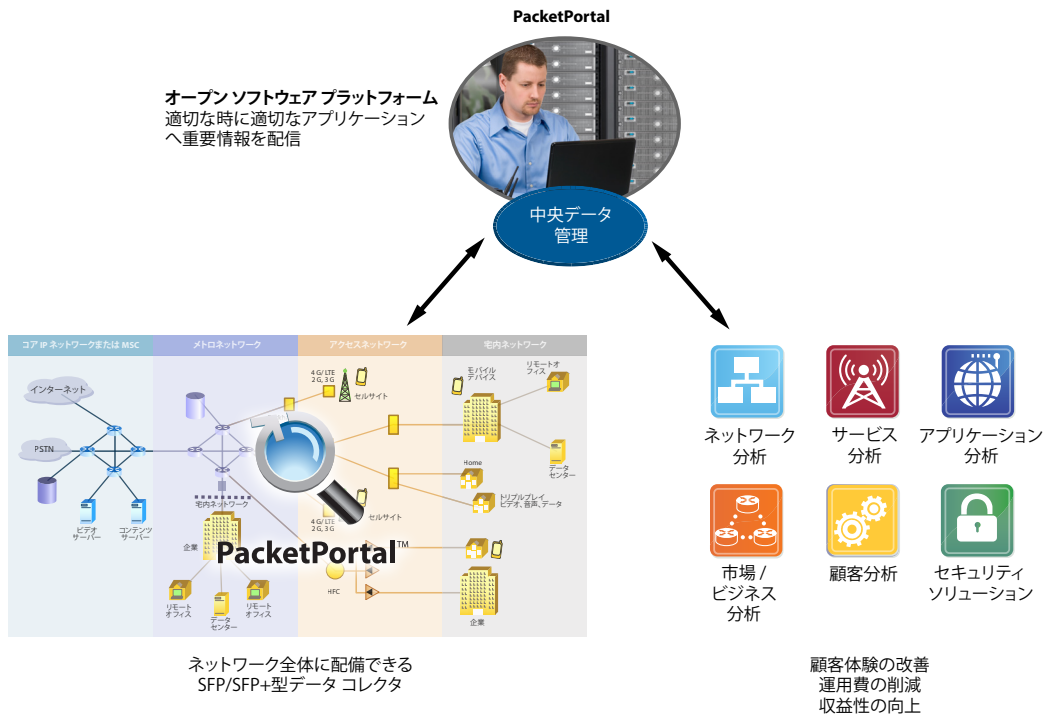 PacketPortal
オープン ソフトウェア プラットフォーム
適切な時に適切なアプリケーション
へ重要情報を配信
中央データ
管理
コア IP ネットワークまたは MSC
メトロネットワーク
アクセスネットワーク
宅内ネットワーク
インターネット
PSTN
ビデオ
サーバー
コンテンツ
サーバー
宅内ネットワーク
企業
リモート
オフィス
データ
センター
リモート
オフィス
4 G/ LTE
2 G, 3 G
セルサイト
4 G/ LTE
2 G, 3 G
セルサイト
HFC
モバイル
デバイス
リモートオ
フィス
データ
センター
Home
トリプルプレイ
ビデオ、音声、データ
企業
PacketPortal™
ネットワーク全体に配備できる
SFP/SFP+型データ コレクタ
ネットワーク
分析
サービス
分析
アプリケーション
分析
市場 /
ビジネス
分析
顧客分析
セキュリティ
ソリューション
顧客体験の改善
運用費の削減
収益性の向上